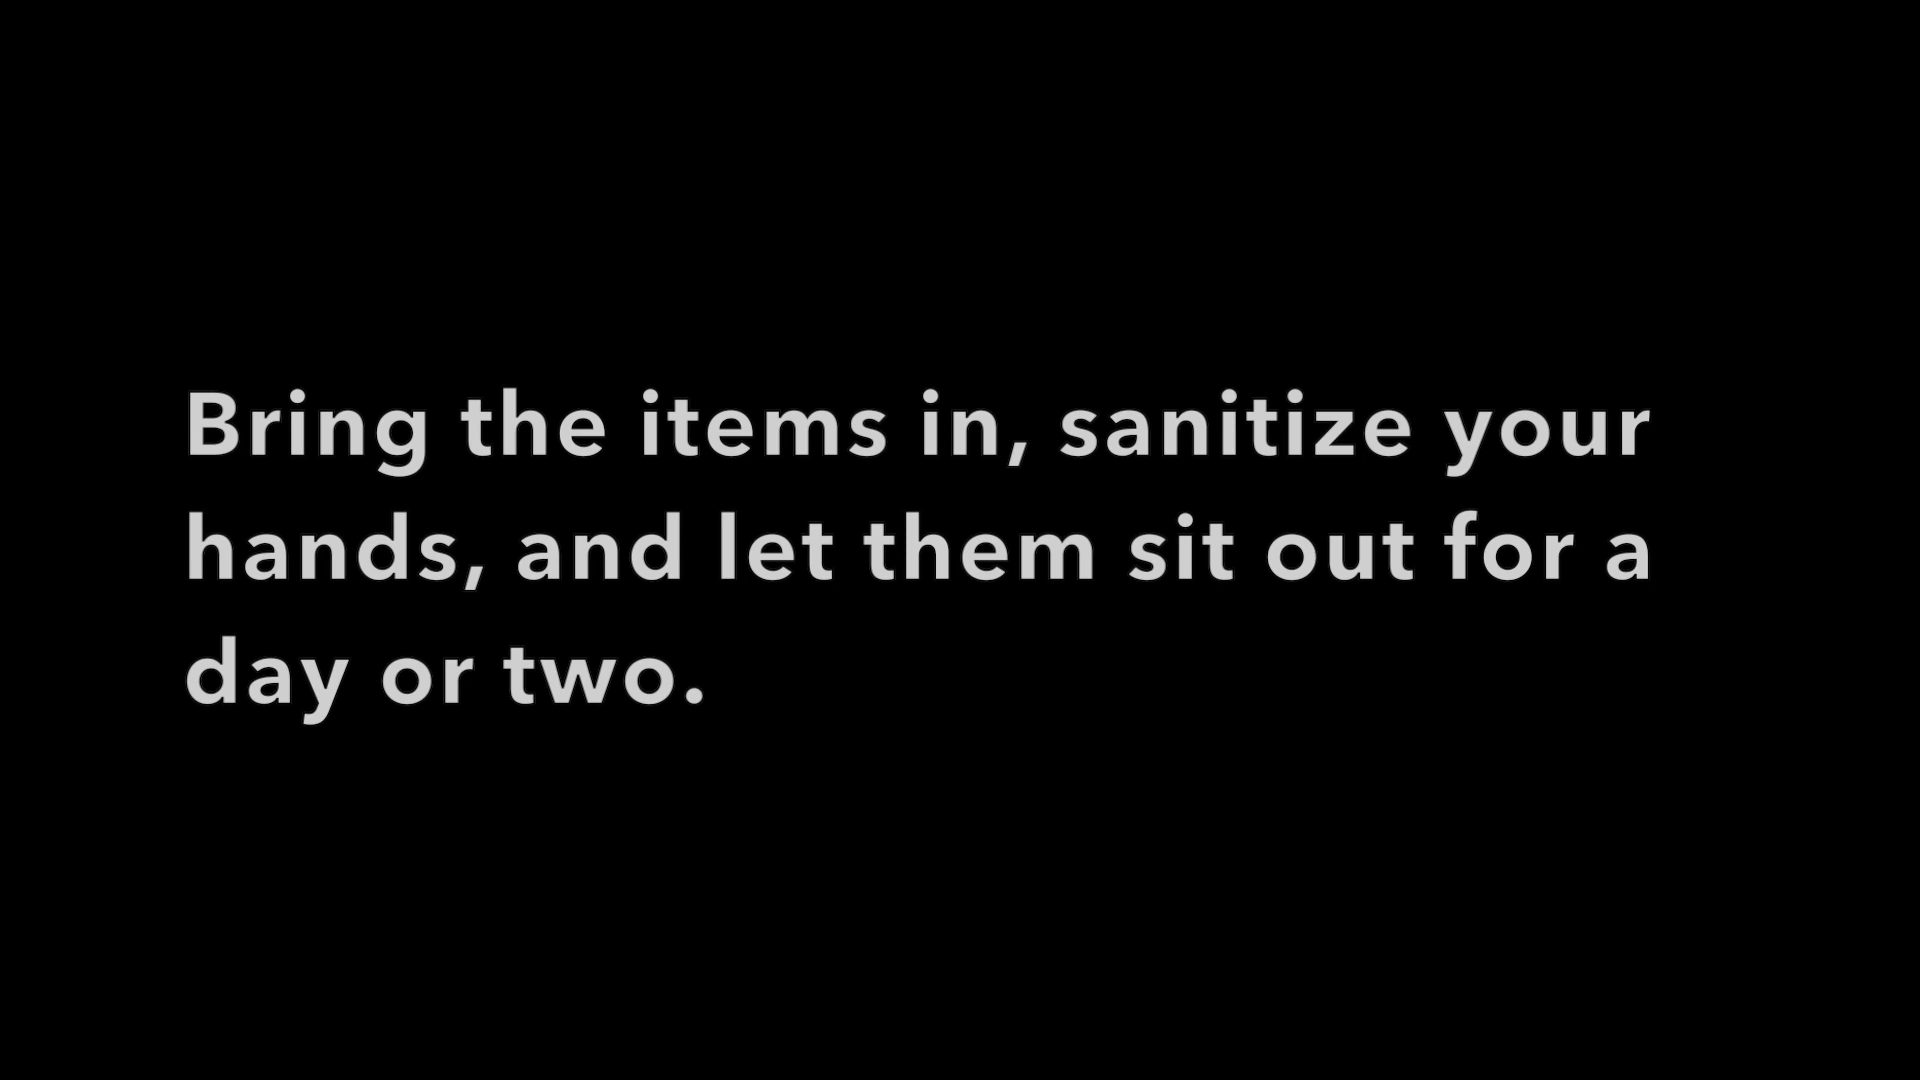 Bring the items in, sanitize your
hands, and let them sit out for a
day or two.